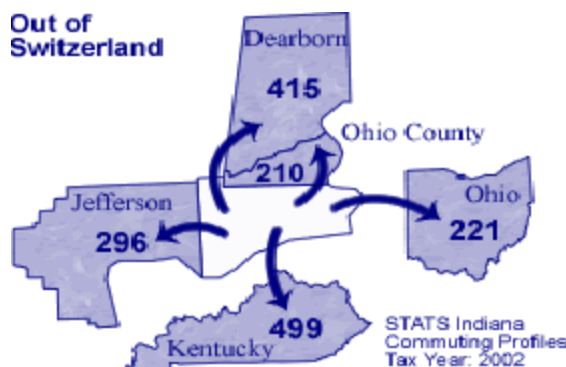 Out of
Switzerland
Dearborn
415
Ohio County
210
Jefferson
296
Ohio
221
499
Kentucky
STATS Indiana
Commuting Profiles
Tax Year: 2002